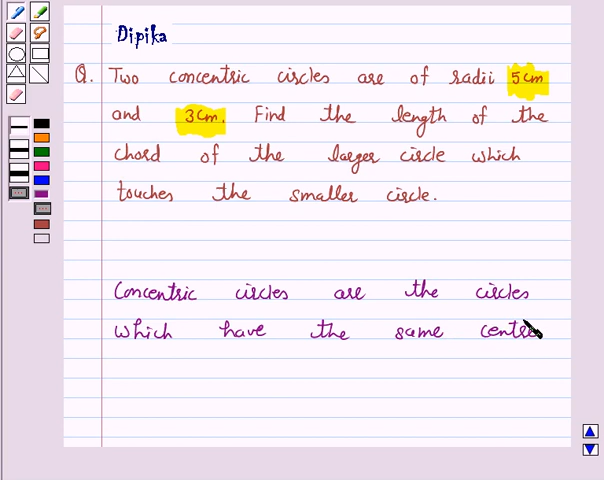 Dipika
Q. Two concentric circles are of radii 5cm
and 3cm. Find the length of the
chord of the larger circle which
touches the smaller circle.
Concentric circles are the circles
which have the same centre